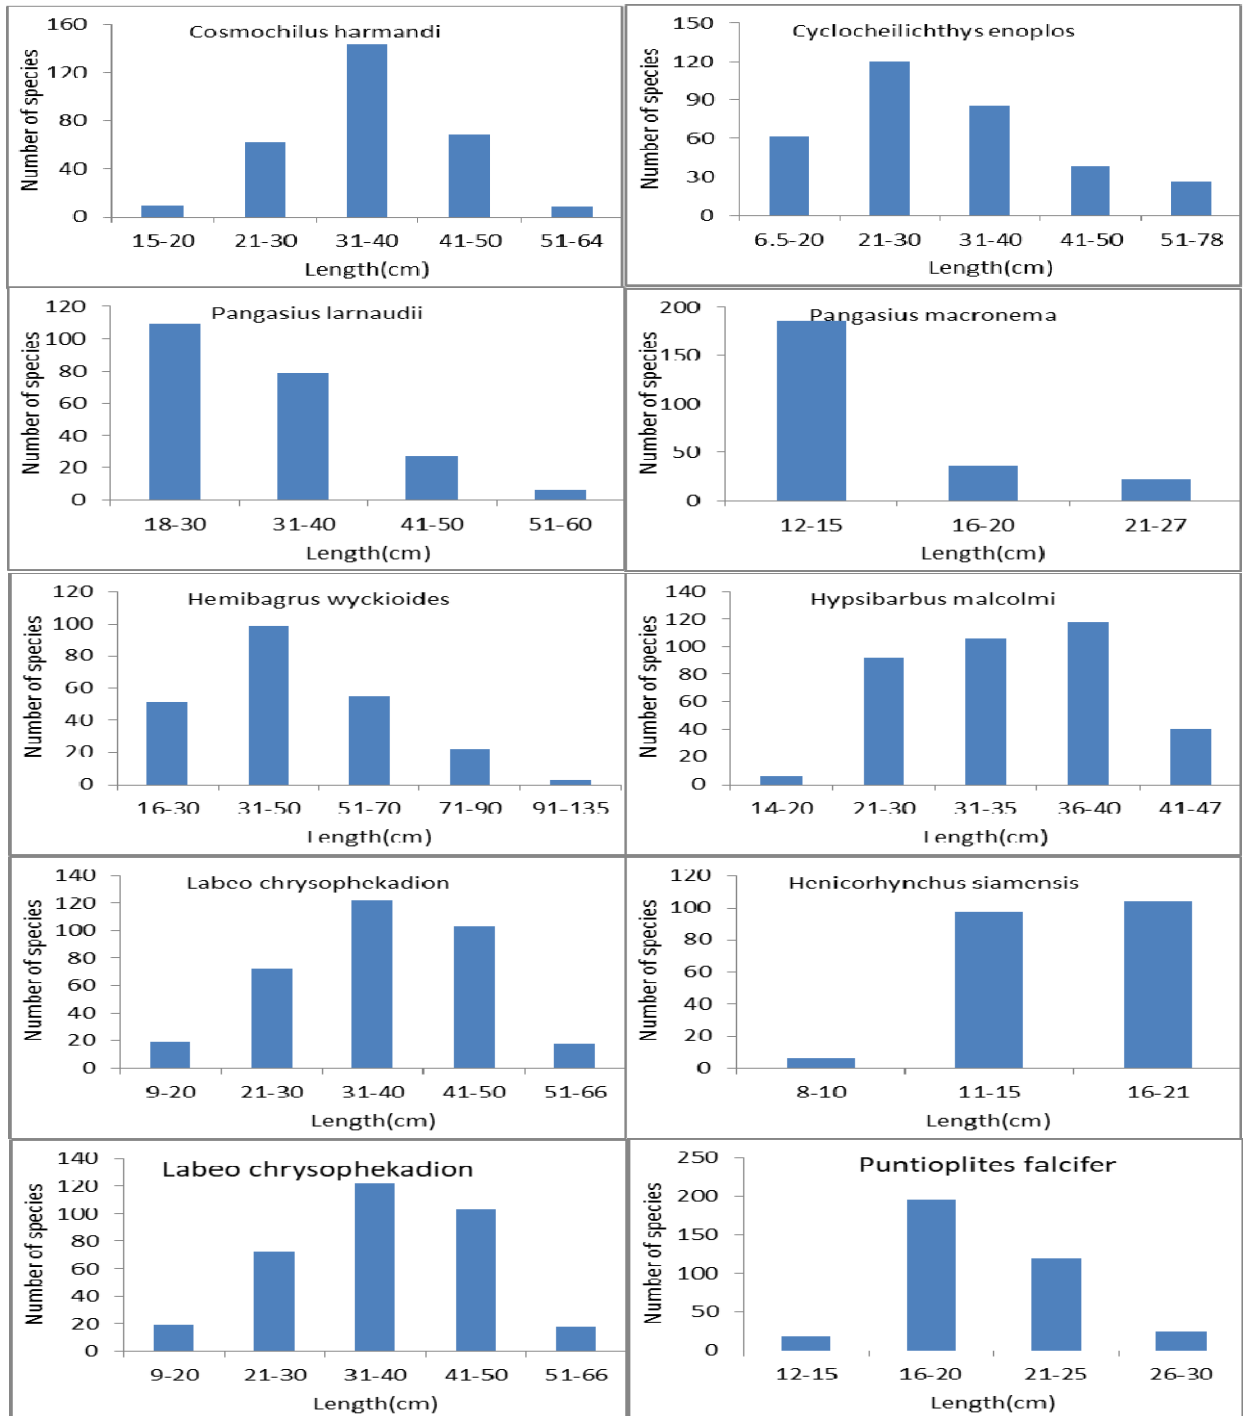 Cosmochilus harmandi
Number of species
160
120
80
40
0
15-20 21-30 31-40 41-50 51-64
Length(cm)
Cyclocheilichthys enoplos
Number of species
150
120
90
60
30
0
6.5-20 21-30 31-40 41-50 51-78
Length(cm)
Pangasius larnaudii
Number of species
120
100
80
60
40
20
0
18-30 31-40 41-50 51-60
Length(cm)
Pangasius macronema
Number of species
200
150
100
50
0
12-15 16-20 21-27
Length(cm)
Hemibagrus wyckioides
Number of species
120
100
80
60
40
20
0
16-30 31-50 51-70 71-90 91-135
Length(cm)
Hypsibarbus malcolmi
Number of species
140
120
100
80
60
40
20
0
14-20 21-30 31-35 36-40 41-47
Length(cm)
Labeo chrysophekadion
Number of species
140
120
100
80
60
40
20
0
9-20 21-30 31-40 41-50 51-66
Length(cm)
Henicorhynchus siamensis
Number of species
120
100
80
60
40
20
0
8-10 11-15 16-21
Length(cm)
Labeo chrysophekadion
Number of species
140
120
100
80
60
40
20
0
9-20 21-30 31-40 41-50 51-66
Length(cm)
Puntioplites falcifer
Number of species
250
200
150
100
50
0
12-15 16-20 21-25 26-30
Length(cm)